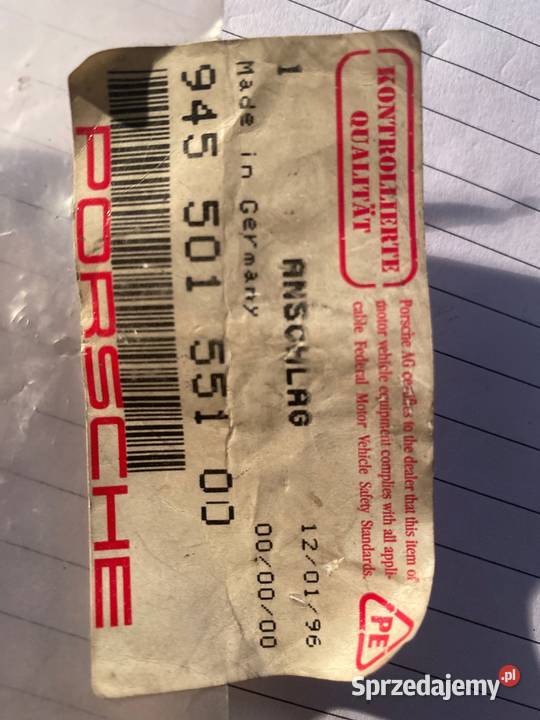 KONTROLLIERTE
QUALITÄT
Porsche AG certifies to the dealer that this item of
motor vehicle equipment complies with all appli-
cable Federal Motor Vehicle Safety Standards.
PE
1 ANSCHLAG 12/01/96
Made in Germany 00/00/00
945 501 551 00
PORSCHE
Sprzedajemy.pl